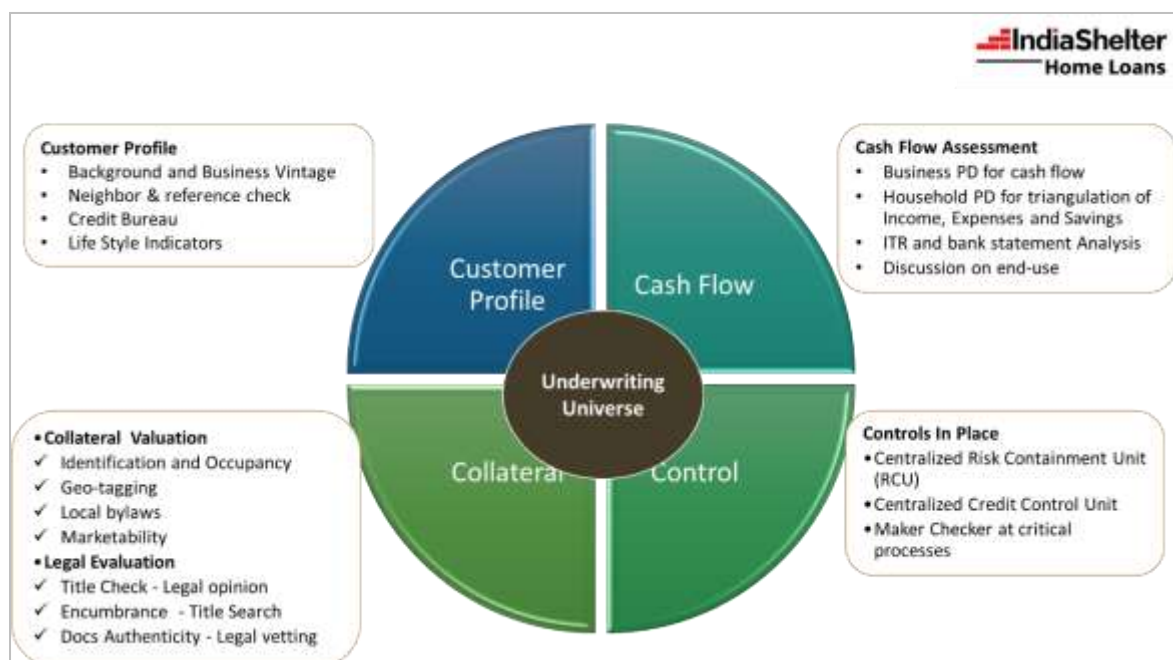 IndiaShelter
Home Loans
Customer Profile
• Background and Business Vintage
• Neighbor & reference check
• Credit Bureau
• Life Style Indicators
Cash Flow Assessment
• Business PD for cash flow
• Household PD for triangulation of
Income, Expenses and Savings
• ITR and bank statement Analysis
• Discussion on end-use
Customer
Profile
Cash Flow
Underwriting
Universe
Collateral
Control
• Collateral Valuation
✓ Identification and Occupancy
✓ Geo-tagging
✓ Local bylaws
✓ Marketability
• Legal Evaluation
✓ Title Check - Legal opinion
✓ Encumbrance - Title Search
✓ Docs Authenticity - Legal vetting
Controls In Place
• Centralized Risk Containment Unit
(RCU)
• Centralized Credit Control Unit
• Maker Checker at critical
processes